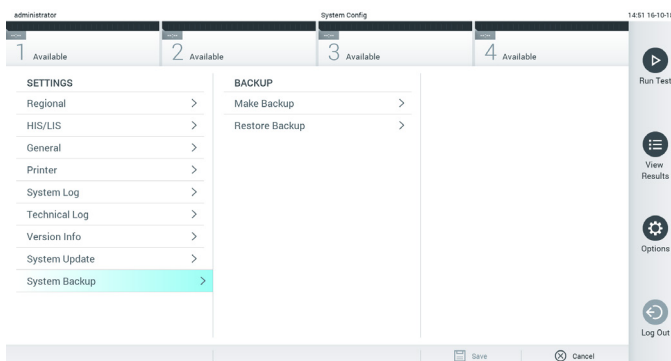 administrator System Config 14:51 16-10-18
--:-- --:-- --:-- --:--
1 Available 2 Available 3 Available 4 Available
Run Test
SETTINGS BACKUP
Regional Make Backup
HIS/LIS Restore Backup
General
Printer
System Log
Technical Log
Version Info
System Update
System Backup
View
Results
Options
Log Out
Save Cancel